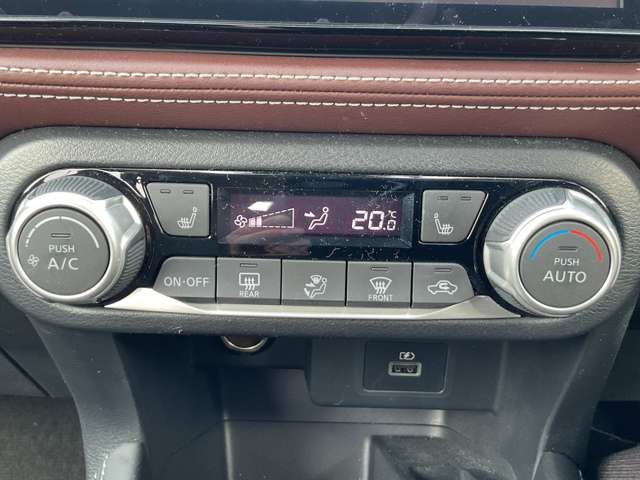 20.0 °C
PUSH
A/C
ON·OFF
REAR
FRONT
PUSH
AUTO